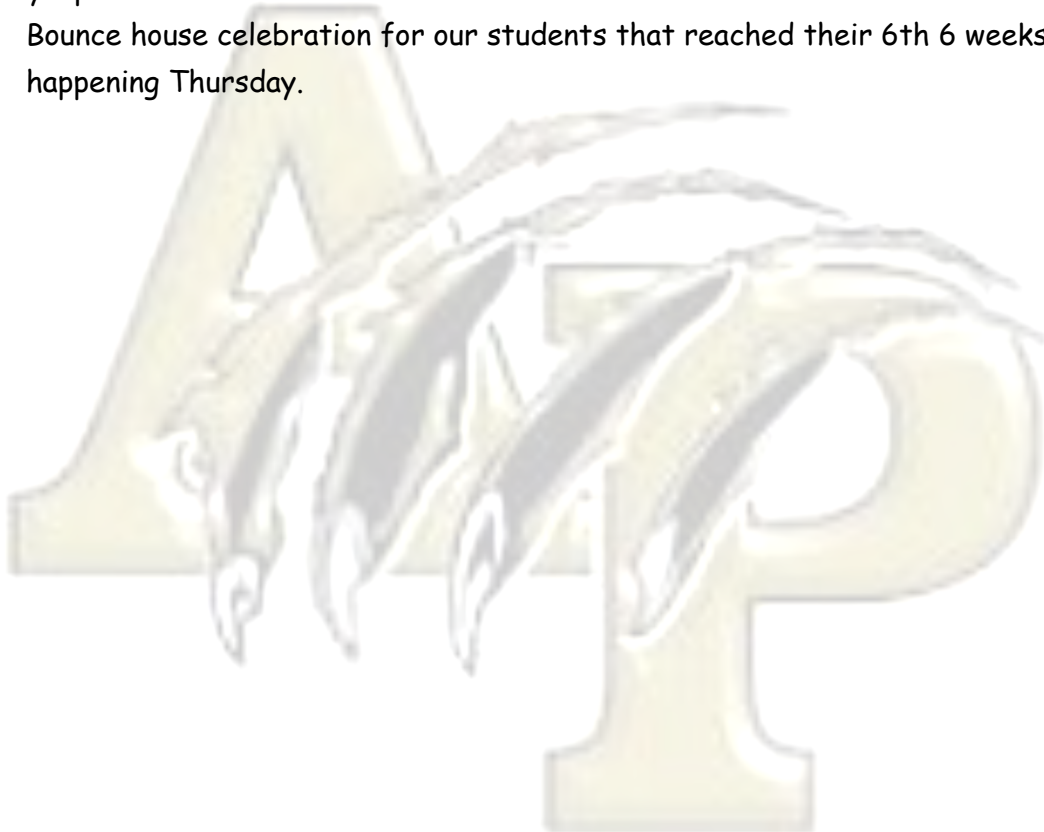 Bounce house celebration for our students that reached their 6th 6 weeks
happening Thursday.
AP